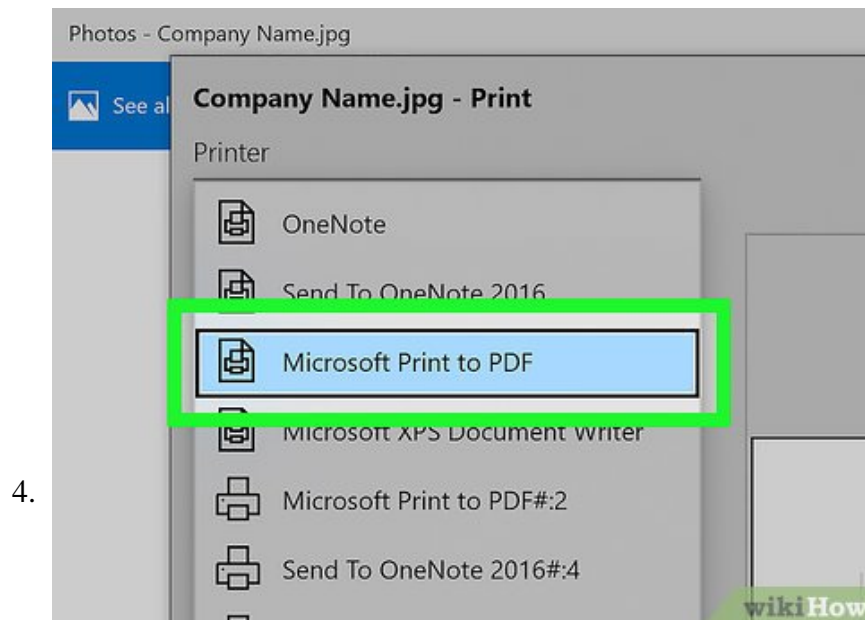 Photos - Company Name.jpg
See al
Company Name.jpg - Print
Printer
OneNote
Send To OneNote 2016
Microsoft Print to PDF
Microsoft XPS Document Writer
4.
Microsoft Print to PDF#:2
Send To OneNote 2016#:4
wikiHow